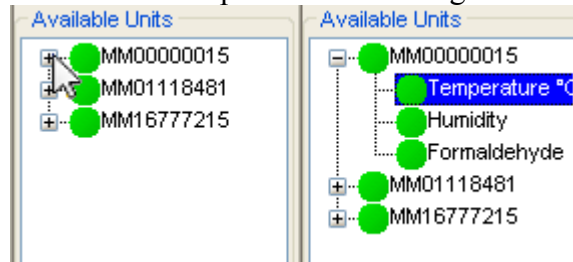 Available Units
MM00000015
MM01118481
MM16777215
Available Units
MM00000015
Temperature °C
Humidity
Formaldehyde
MM01118481
MM16777215